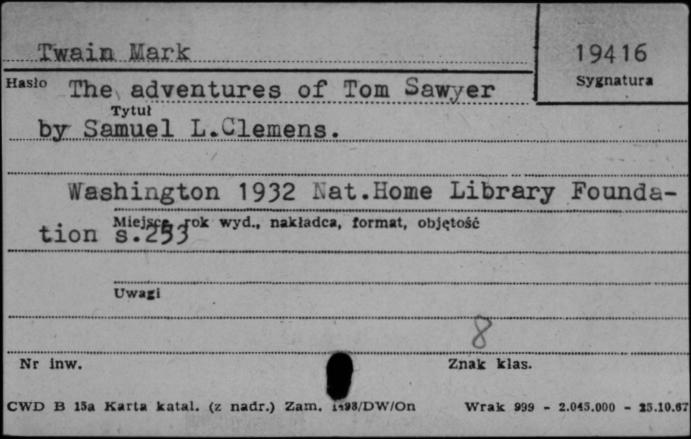 Twain Mark
19416
Sygnatura
Hasło The adventures of Tom Sawyer
Tytuł
by Samuel L.Clemens.
Washington 1932 Nat.Home Library Founda-
Miejsce, rok wyd., nakładca, format, objętość
tion s.253
Uwagi
8
Nr inw.
Znak klas.
CWD B 15a Karta katal. (z nadr.) Zam. /DW/On Wrak 999 - 2.045.000 - 25.10.67